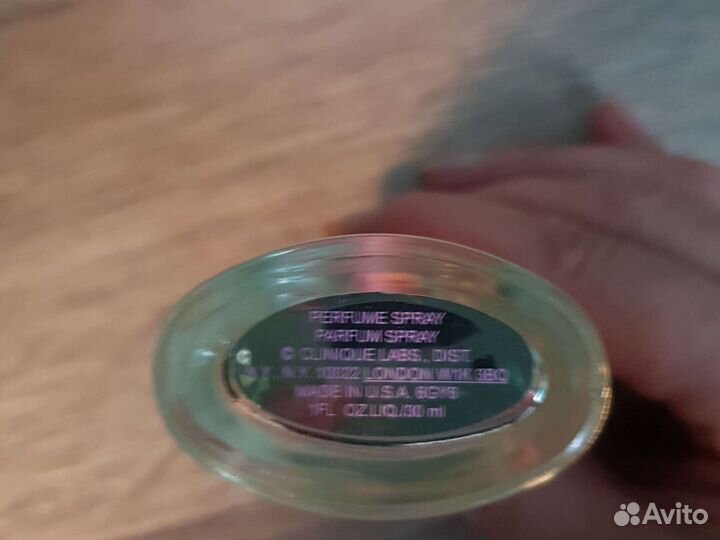 PERFUME SPRAY
PARFUM SPRAY
© CLINIQUE LABS., DIST.
N.Y., N.Y. 10022 LONDON W1K 3BQ
MADE IN U.S.A. 6GY6
1FL. OZ.LIQ./30 ml
Avito